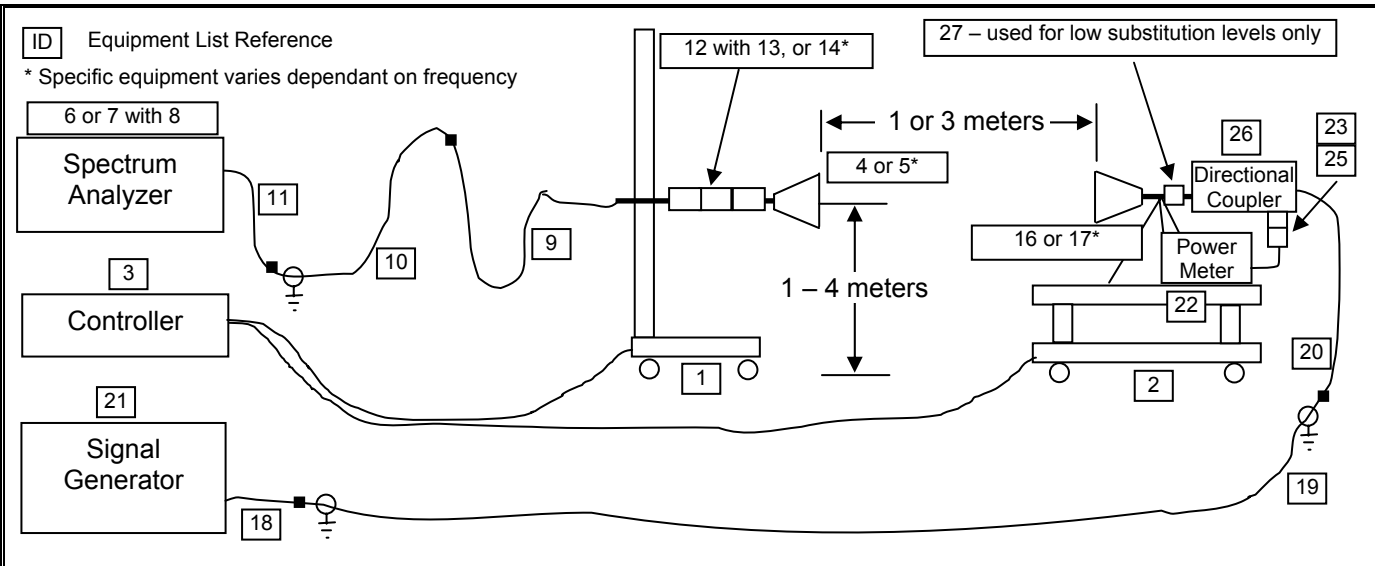 ID Equipment List Reference
* Specific equipment varies dependant on frequency
12 with 13, or 14*
27 – used for low substitution levels only
6 or 7 with 8
Spectrum
Analyzer
11
10
9
1 or 3 meters
4 or 5*
26
23
25
Directional
Coupler
16 or 17*
Power
Meter
22
1 – 4 meters
3
Controller
1
2
20
21
Signal
Generator
18
19